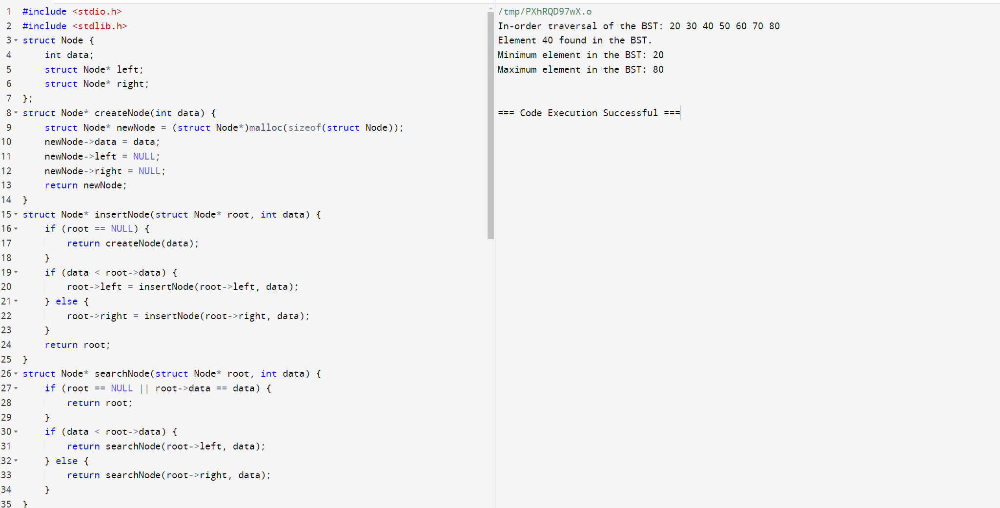 1 #include <stdio.h>
2 #include <stdlib.h>
3 struct Node {
4     int data;
5     struct Node* left;
6     struct Node* right;
7 };
8 struct Node* createNode(int data) {
9     struct Node* newNode = (struct Node*)malloc(sizeof(struct Node));
10     newNode->data = data;
11     newNode->left = NULL;
12     newNode->right = NULL;
13     return newNode;
14 }
15 struct Node* insertNode(struct Node* root, int data) {
16     if (root == NULL) {
17         return createNode(data);
18     }
19     if (data < root->data) {
20         root->left = insertNode(root->left, data);
21     } else {
22         root->right = insertNode(root->right, data);
23     }
24     return root;
25 }
26 struct Node* searchNode(struct Node* root, int data) {
27     if (root == NULL || root->data == data) {
28         return root;
29     }
30     if (data < root->data) {
31         return searchNode(root->left, data);
32     } else {
33         return searchNode(root->right, data);
34     }
35 }
/tmp/PXhRQD97wX.o
In-order traversal of the BST: 20 30 40 50 60 70 80
Element 40 found in the BST.
Minimum element in the BST: 20
Maximum element in the BST: 80
=== Code Execution Successful ===